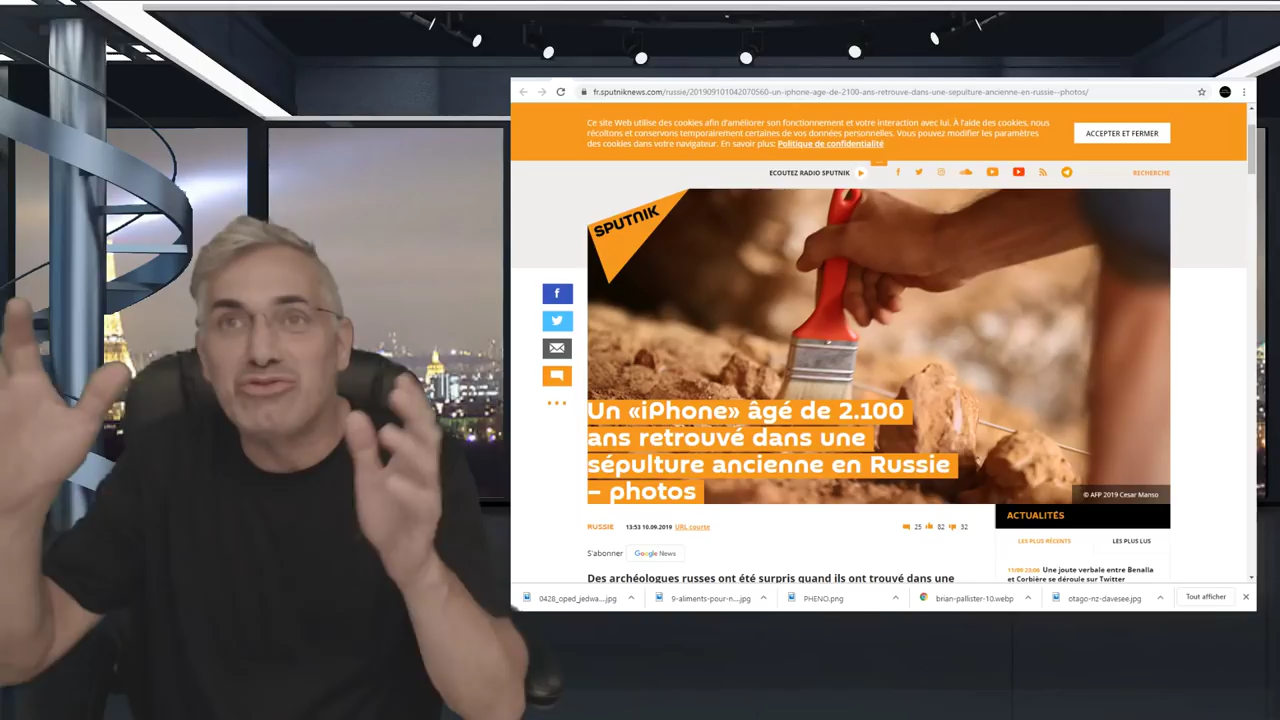 fr.sputniknews.com/russie/201909101042070560-un-iphone-age-de-2100-ans-retrouve-dans-une-sepulture-ancienne-en-russie--photos/
Ce site Web utilise des cookies afin d'améliorer son fonctionnement et votre interaction avec lui. À l'aide des cookies, nous
récoltons et conservons temporairement certaines de vos données personnelles. Vous pouvez modifier les paramètres
des cookies dans votre navigateur. En savoir plus: Politique de confidentialité
ACCEPTER ET FERMER
ECOUTEZ RADIO SPUTNIK
RECHERCHE
SPUTNIK
Un «iPhone» âgé de 2.100
ans retrouvé dans une
sépulture ancienne en Russie
– photos
© AFP 2019 Cesar Manso
RUSSIE 13:53 10.09.2019 URL courte
25 82 32
S'abonner Google News
Des archéologues russes ont été surpris quand ils ont trouvé dans une
ACTUALITÉS
LES PLUS RÉCENTS LES PLUS LUS
11/09 23:06 Une joute verbale entre Benalla
et Corbière se déroule sur Twitter
0428_oped_jedwa....jpg 9-aliments-pour-n....jpg PHENO.png brian-pallister-10.webp otago-nz-davesee.jpg Tout afficher